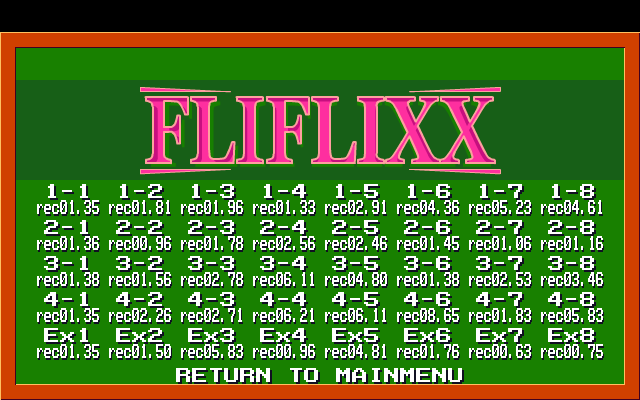 FLIFLIXX
1-1 1-2 1-3 1-4 1-5 1-6 1-7 1-8
rec01.35 rec01.81 rec01.96 rec01.33 rec02.91 rec04.36 rec05.23 rec04.61
2-1 2-2 2-3 2-4 2-5 2-6 2-7 2-8
rec01.36 rec00.96 rec01.78 rec02.56 rec02.46 rec01.45 rec01.06 rec01.16
3-1 3-2 3-3 3-4 3-5 3-6 3-7 3-8
rec01.38 rec01.56 rec02.78 rec06.11 rec04.80 rec01.38 rec02.53 rec03.46
4-1 4-2 4-3 4-4 4-5 4-6 4-7 4-8
rec01.35 rec02.26 rec02.71 rec06.21 rec06.11 rec08.65 rec01.83 rec05.83
Ex1 Ex2 Ex3 Ex4 Ex5 Ex6 Ex7 Ex8
rec01.35 rec01.50 rec05.83 rec00.96 rec04.81 rec01.76 rec00.63 rec00.75
RETURN TO MAINMENU